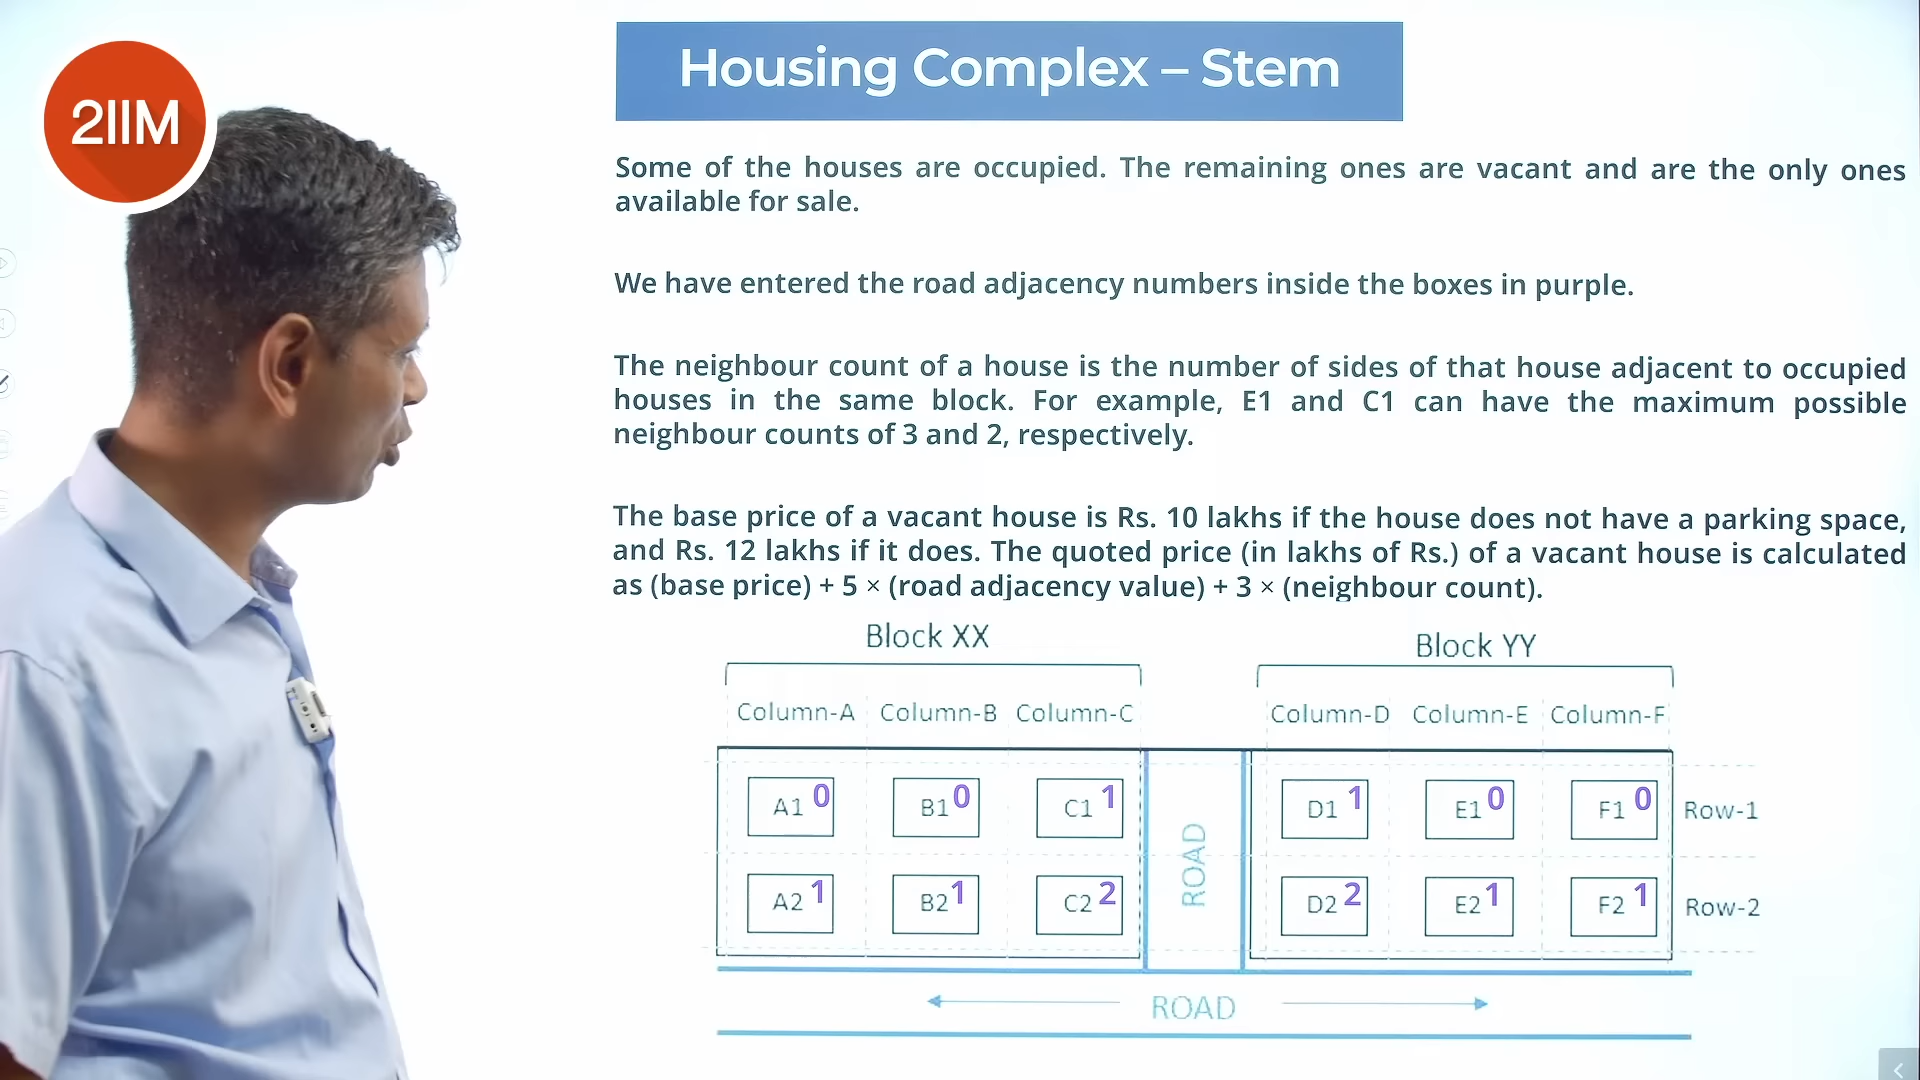 2IIM
Housing Complex – Stem
Some of the houses are occupied. The remaining ones are vacant and are the only ones
available for sale.
We have entered the road adjacency numbers inside the boxes in purple.
The neighbour count of a house is the number of sides of that house adjacent to occupied
houses in the same block. For example, E1 and C1 can have the maximum possible
neighbour counts of 3 and 2, respectively.
The base price of a vacant house is Rs. 10 lakhs if the house does not have a parking space,
and Rs. 12 lakhs if it does. The quoted price (in lakhs of Rs.) of a vacant house is calculated
as (base price) + 5 × (road adjacency value) + 3 × (neighbour count).
Block XX Block YY
Column-A Column-B Column-C Column-D Column-E Column-F
A1 0 B1 0 C1 1 D1 1 E1 0 F1 0 Row-1
ROAD
A2 1 B2 1 C2 2 D2 2 E2 1 F2 1 Row-2
ROAD